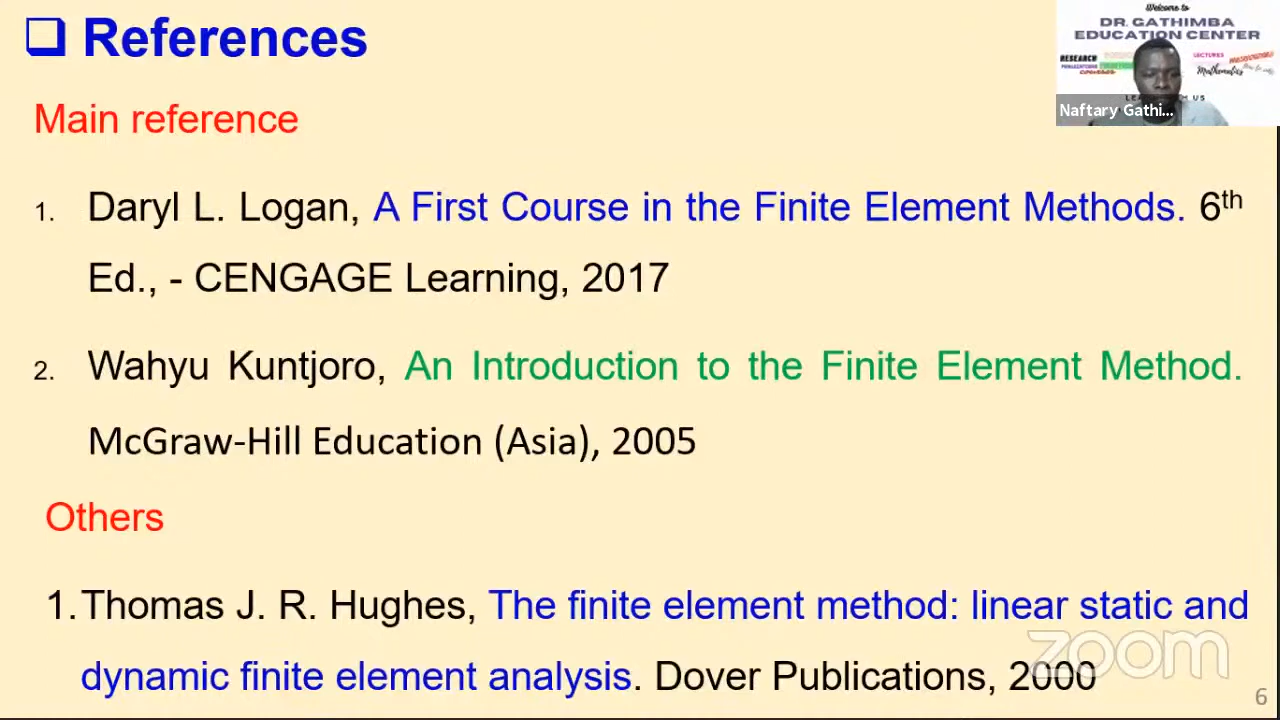 References
Main reference
1. Daryl L. Logan, A First Course in the Finite Element Methods. 6th
Ed., - CENGAGE Learning, 2017
2. Wahyu Kuntjoro, An Introduction to the Finite Element Method.
McGraw-Hill Education (Asia), 2005
Others
1. Thomas J. R. Hughes, The finite element method: linear static and
dynamic finite element analysis. Dover Publications, 2000
zoom
6
Welcome to
DR. GATHIMBA
EDUCATION CENTER
RESEARCH
LECTURES
Mathematics
Naftary Gathi...